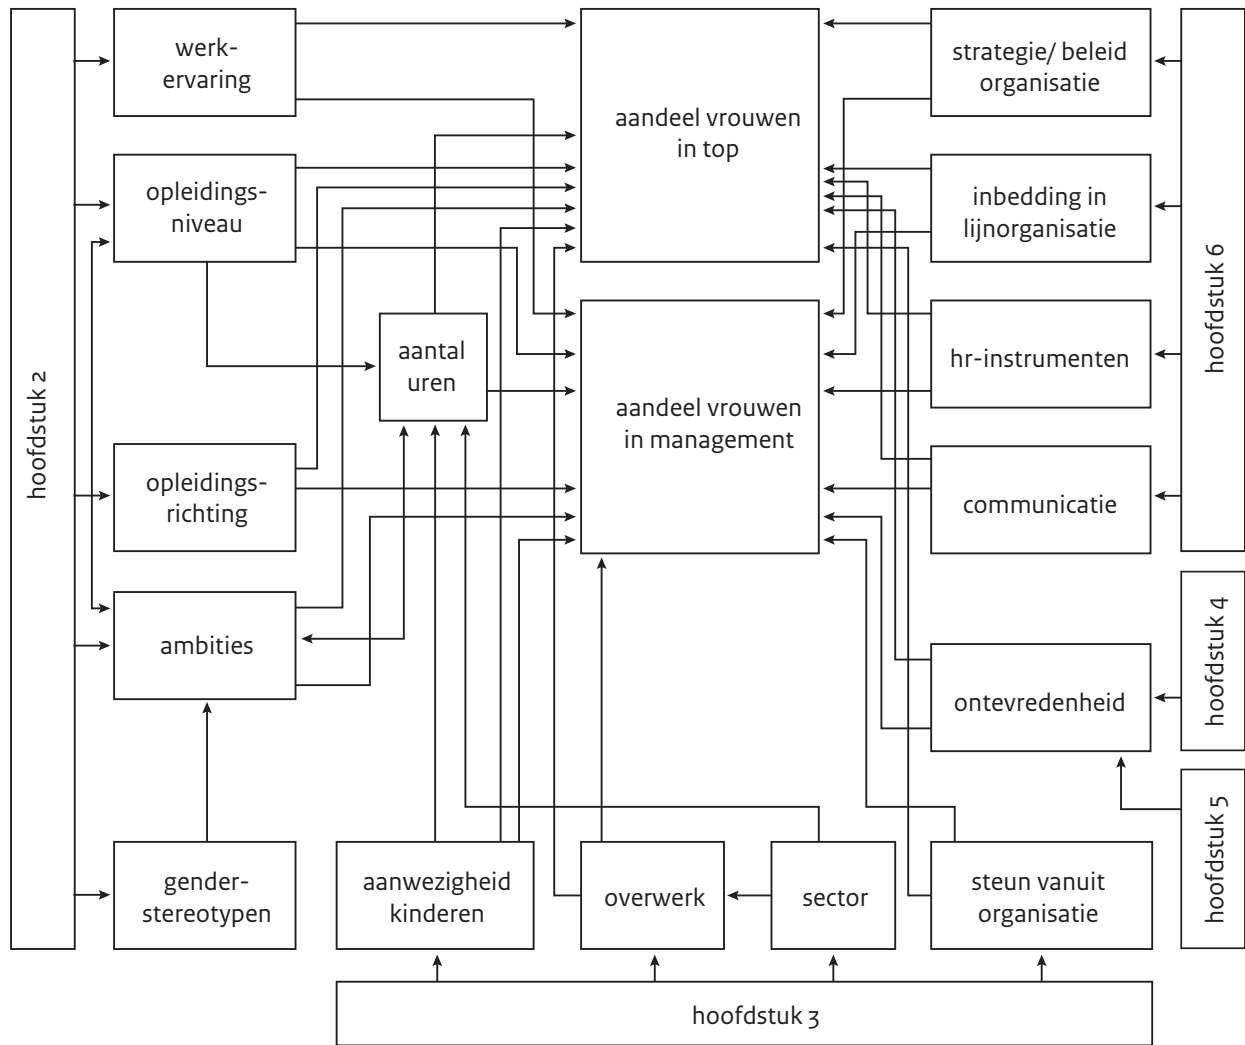 hoofdstuk 2
werk-
ervaring
opleidings-
niveau
opleidings-
richting
ambities
gender-
stereotypen
aantal
uren
aandeel vrouwen
in top
aandeel vrouwen
in management
strategie/ beleid
organisatie
inbedding in
lijnorganisatie
hr-instrumenten
communicatie
ontevredenheid
hoofdstuk 6
hoofdstuk 4
hoofdstuk 5
aanwezigheid
kinderen
overwerk
sector
steun vanuit
organisatie
hoofdstuk 3